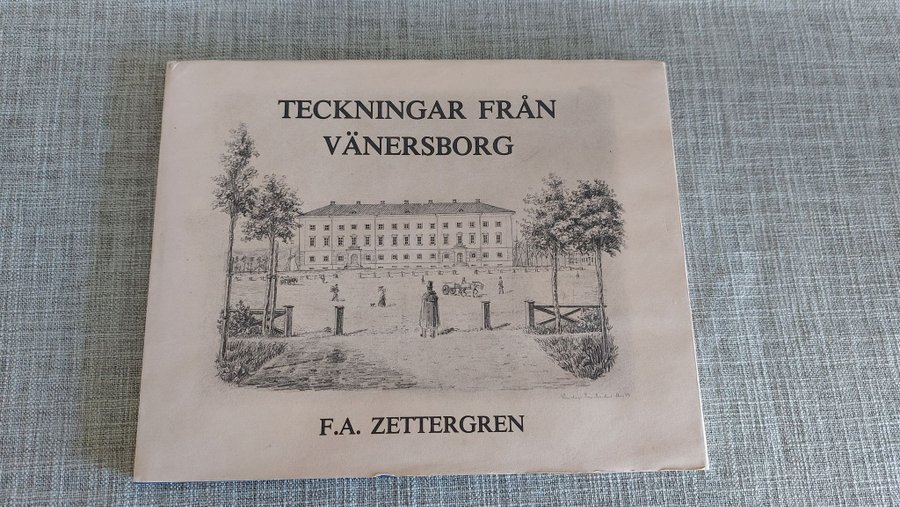 TECKNINGAR FRÅN
VÄNERSBORG
F.A. ZETTERGREN